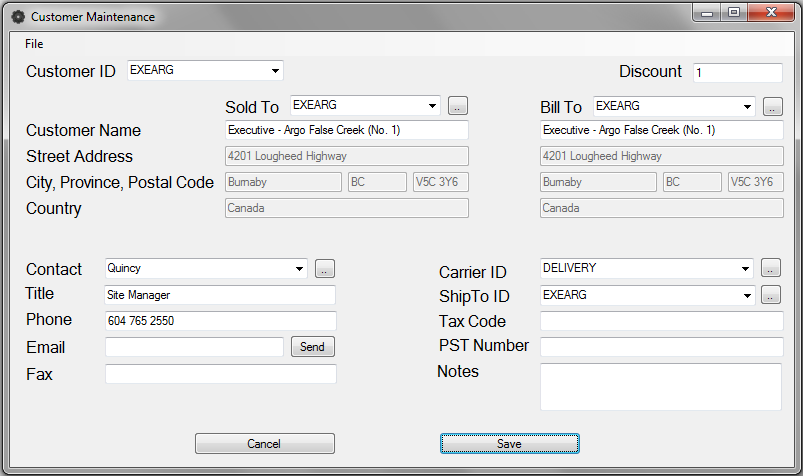 Customer Maintenance
File
Customer ID EXEARG Discount 1
Sold To EXEARG .. Bill To EXEARG ..
Customer Name Executive - Argo False Creek (No. 1) Executive - Argo False Creek (No. 1)
Street Address 4201 Lougheed Highway 4201 Lougheed Highway
City, Province, Postal Code Burnaby BC V5C 3Y6 Burnaby BC V5C 3Y6
Country Canada Canada
Contact Quincy .. Carrier ID DELIVERY ..
Title Site Manager ShipTo ID EXEARG ..
Phone 604 765 2550 Tax Code
Email Send PST Number
Fax Notes
Cancel Save